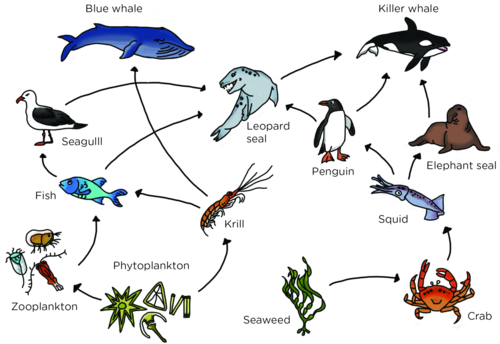 Blue whale
Killer whale
Seagulll
Leopard
seal
Penguin
Elephant seal
Fish
Krill
Squid
Phytoplankton
Zooplankton
Seaweed
Crab